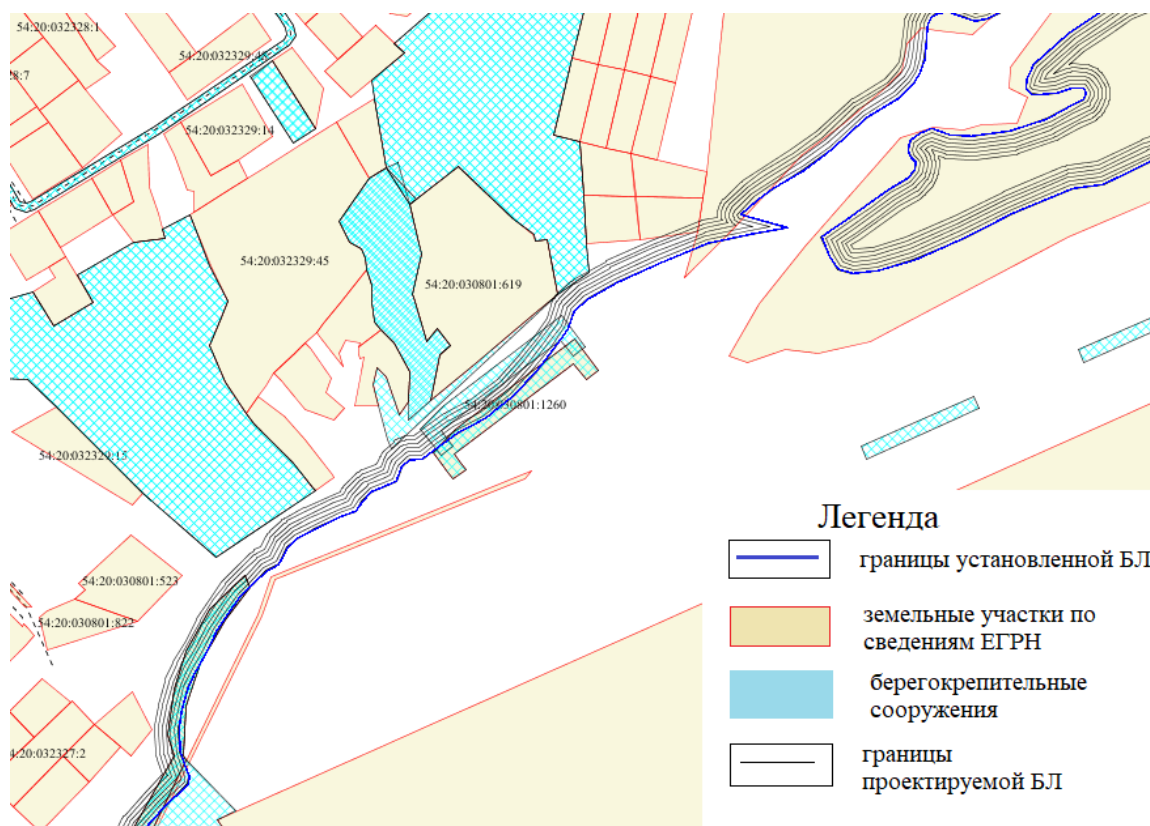 54:20:032328:1
28:7
54:20:032329:48
54:20:032329:14
54:20:032329:45
54:20:030801:619
54:20:030801:1260
54:20:032329:15
54:20:030801:523
54:20:030801:822
54:20:032327:2
Легенда
границы установленной БЛ
земельные участки по
сведениям ЕГРН
берегокрепительные
сооружения
границы
проектируемой БЛ